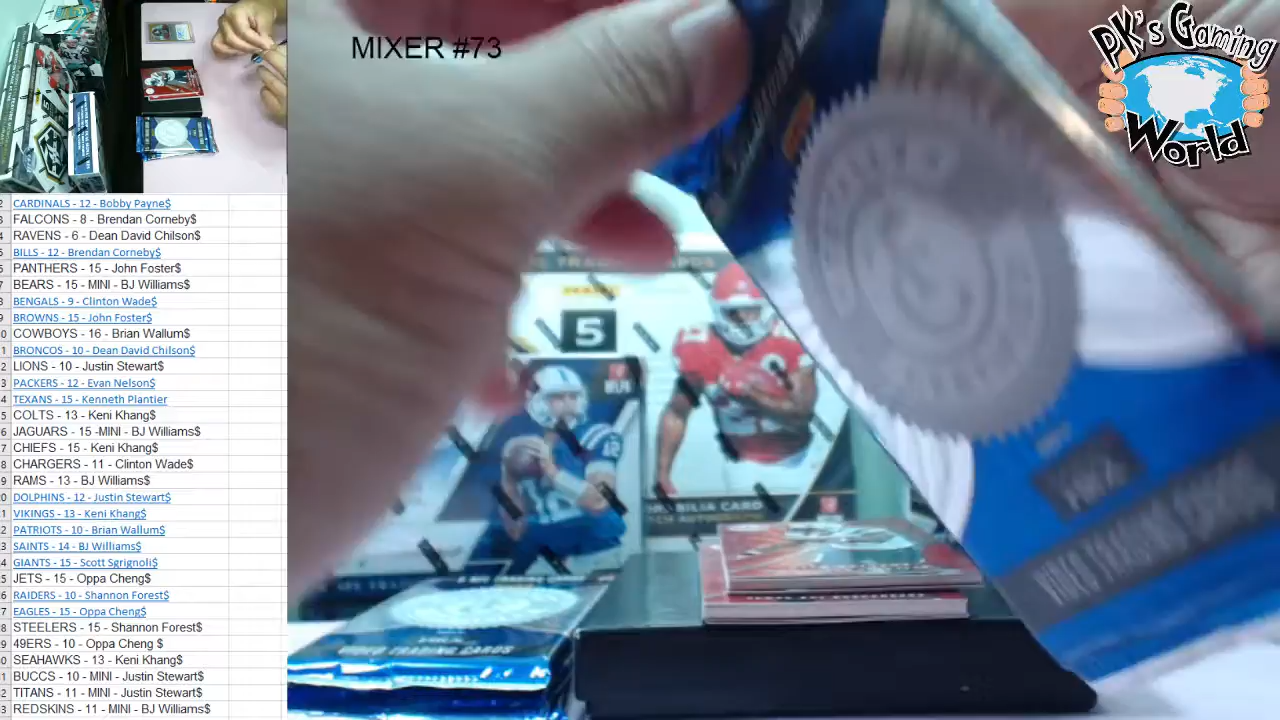 MIXER #73
PK's Gaming
World
CARDINALS - 12 - Bobby Payne$
FALCONS - 8 - Brendan Corneby$
RAVENS - 6 - Dean David Chilson$
BILLS - 12 - Brendan Corneby$
PANTHERS - 15 - John Foster$
BEARS - 15 - MINI - BJ Williams$
BENGALS - 9 - Clinton Wade$
BROWNS - 15 - John Foster$
COWBOYS - 16 - Brian Wallum$
BRONCOS - 10 - Dean David Chilson$
LIONS - 10 - Justin Stewart$
PACKERS - 12 - Evan Nelson$
TEXANS - 15 - Kenneth Plantier
COLTS - 13 - Keni Khang$
JAGUARS - 15 -MINI - BJ Williams$
CHIEFS - 15 - Keni Khang$
CHARGERS - 11 - Clinton Wade$
RAMS - 13 - BJ Williams$
DOLPHINS - 12 - Justin Stewart$
VIKINGS - 13 - Keni Khang$
PATRIOTS - 10 - Brian Wallum$
SAINTS - 14 - BJ Williams$
GIANTS - 15 - Scott Sgrignoli$
JETS - 15 - Oppa Cheng$
RAIDERS - 10 - Shannon Forest$
EAGLES - 15 - Oppa Cheng$
STEELERS - 15 - Shannon Forest$
49ERS - 10 - Oppa Cheng $
SEAHAWKS - 13 - Keni Khang$
BUCCS - 10 - MINI - Justin Stewart$
TITANS - 11 - MINI - Justin Stewart$
REDSKINS - 11 - MINI - BJ Williams$
5
TRADING CARDS